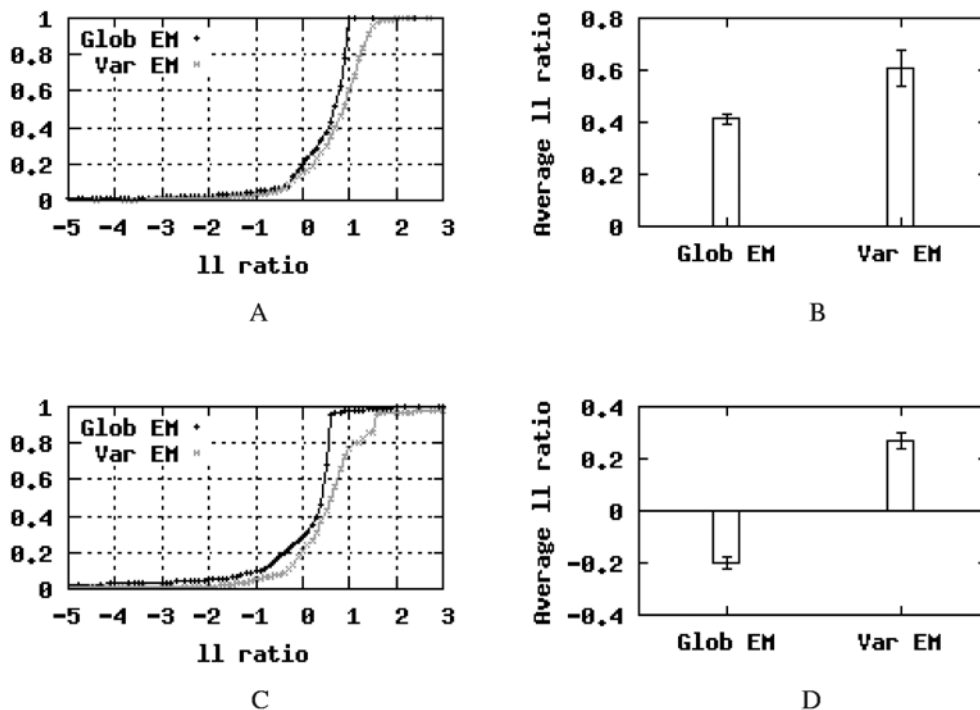 1
0.8
0.6
0.4
0.2
0
Glob EM
Var EM
-5 -4 -3 -2 -1 0 1 2 3
ll ratio
A
Average ll ratio
0.8
0.6
0.4
0.2
0
Glob EM Var EM
B
1
0.8
0.6
0.4
0.2
0
Glob EM
Var EM
-5 -4 -3 -2 -1 0 1 2 3
ll ratio
C
Average ll ratio
0.4
0.2
0
-0.2
-0.4
Glob EM Var EM
D